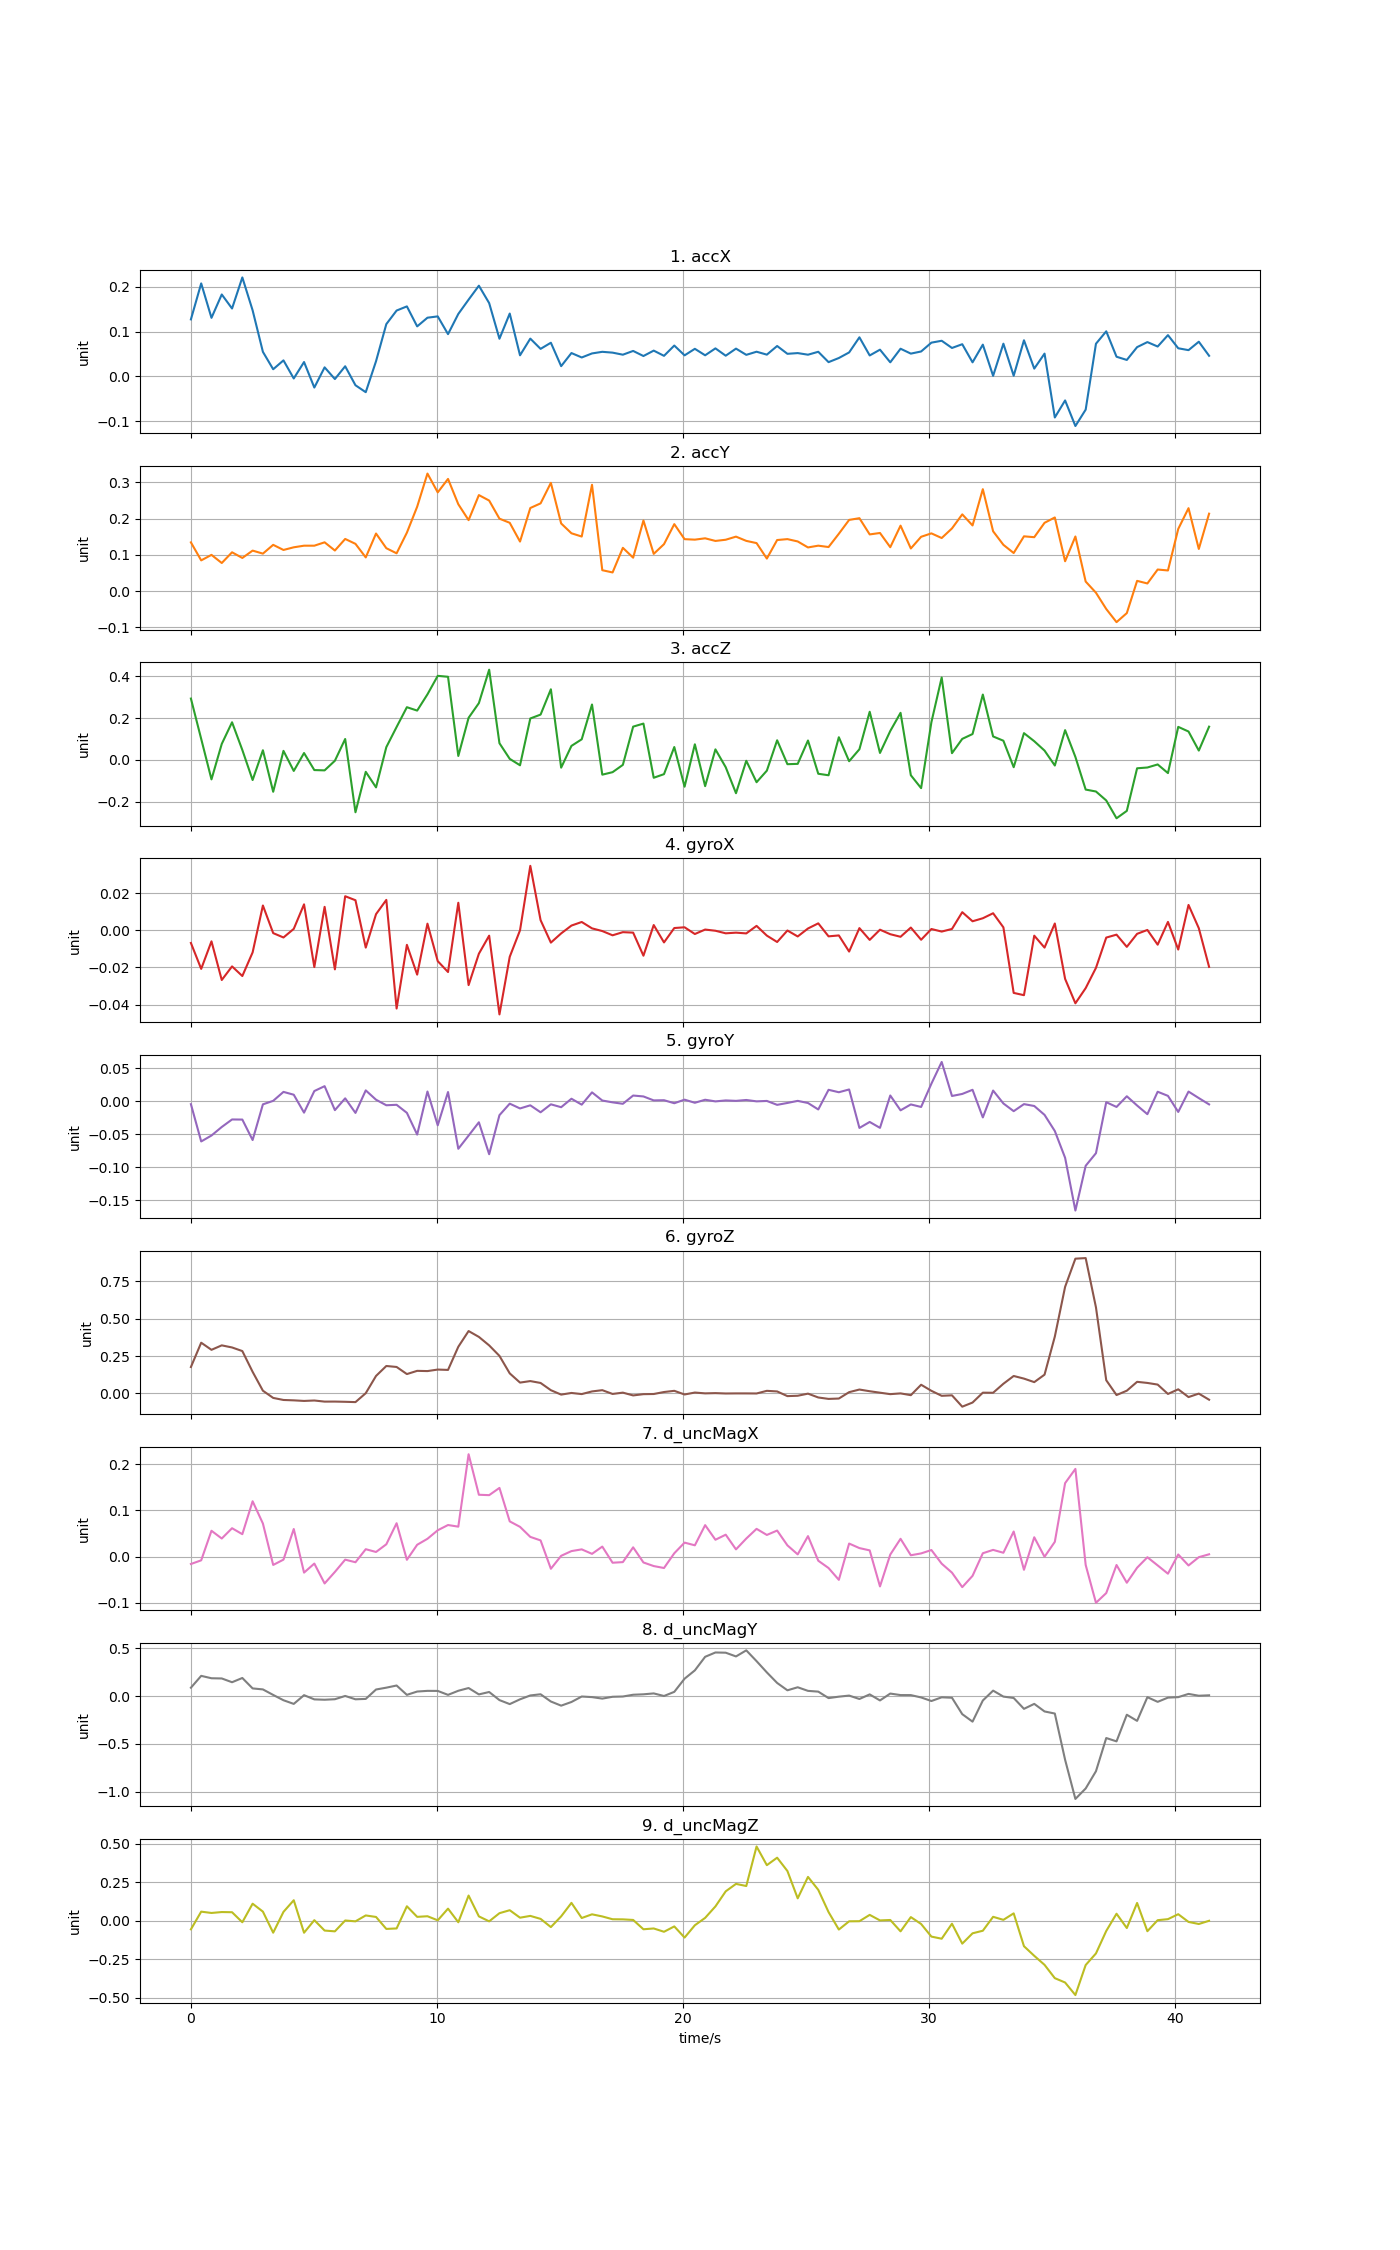 1. accX
0.2
0.1
0.0
−0.1
unit
2. accY
0.3
0.2
0.1
0.0
−0.1
unit
3. accZ
0.4
0.2
0.0
−0.2
unit
4. gyroX
0.02
0.00
−0.02
−0.04
unit
5. gyroY
0.05
0.00
−0.05
−0.10
−0.15
unit
6. gyroZ
0.75
0.50
0.25
0.00
unit
7. d_uncMagX
0.2
0.1
0.0
−0.1
unit
8. d_uncMagY
0.5
0.0
−0.5
−1.0
unit
9. d_uncMagZ
0.50
0.25
0.00
−0.25
−0.50
unit
0 10 20 30 40
time/s